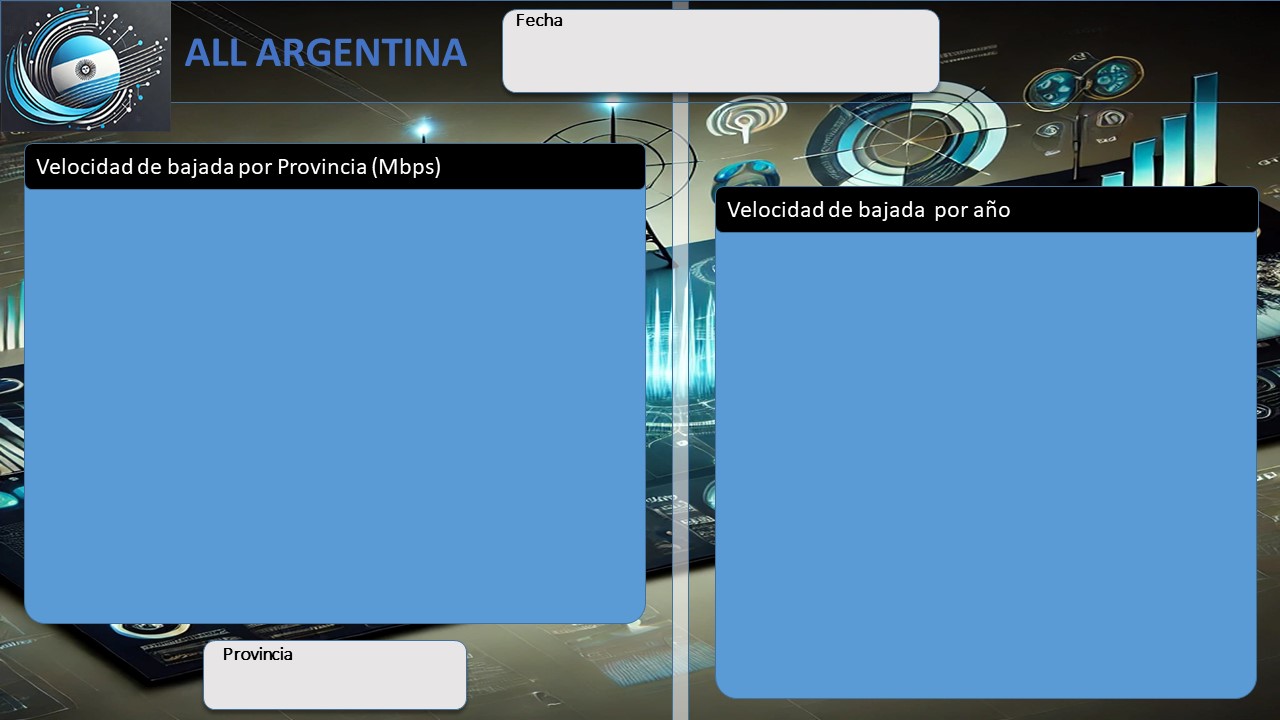 ALL ARGENTINA
Fecha
Velocidad de bajada por Provincia (Mbps)
Velocidad de bajada  por año
Provincia